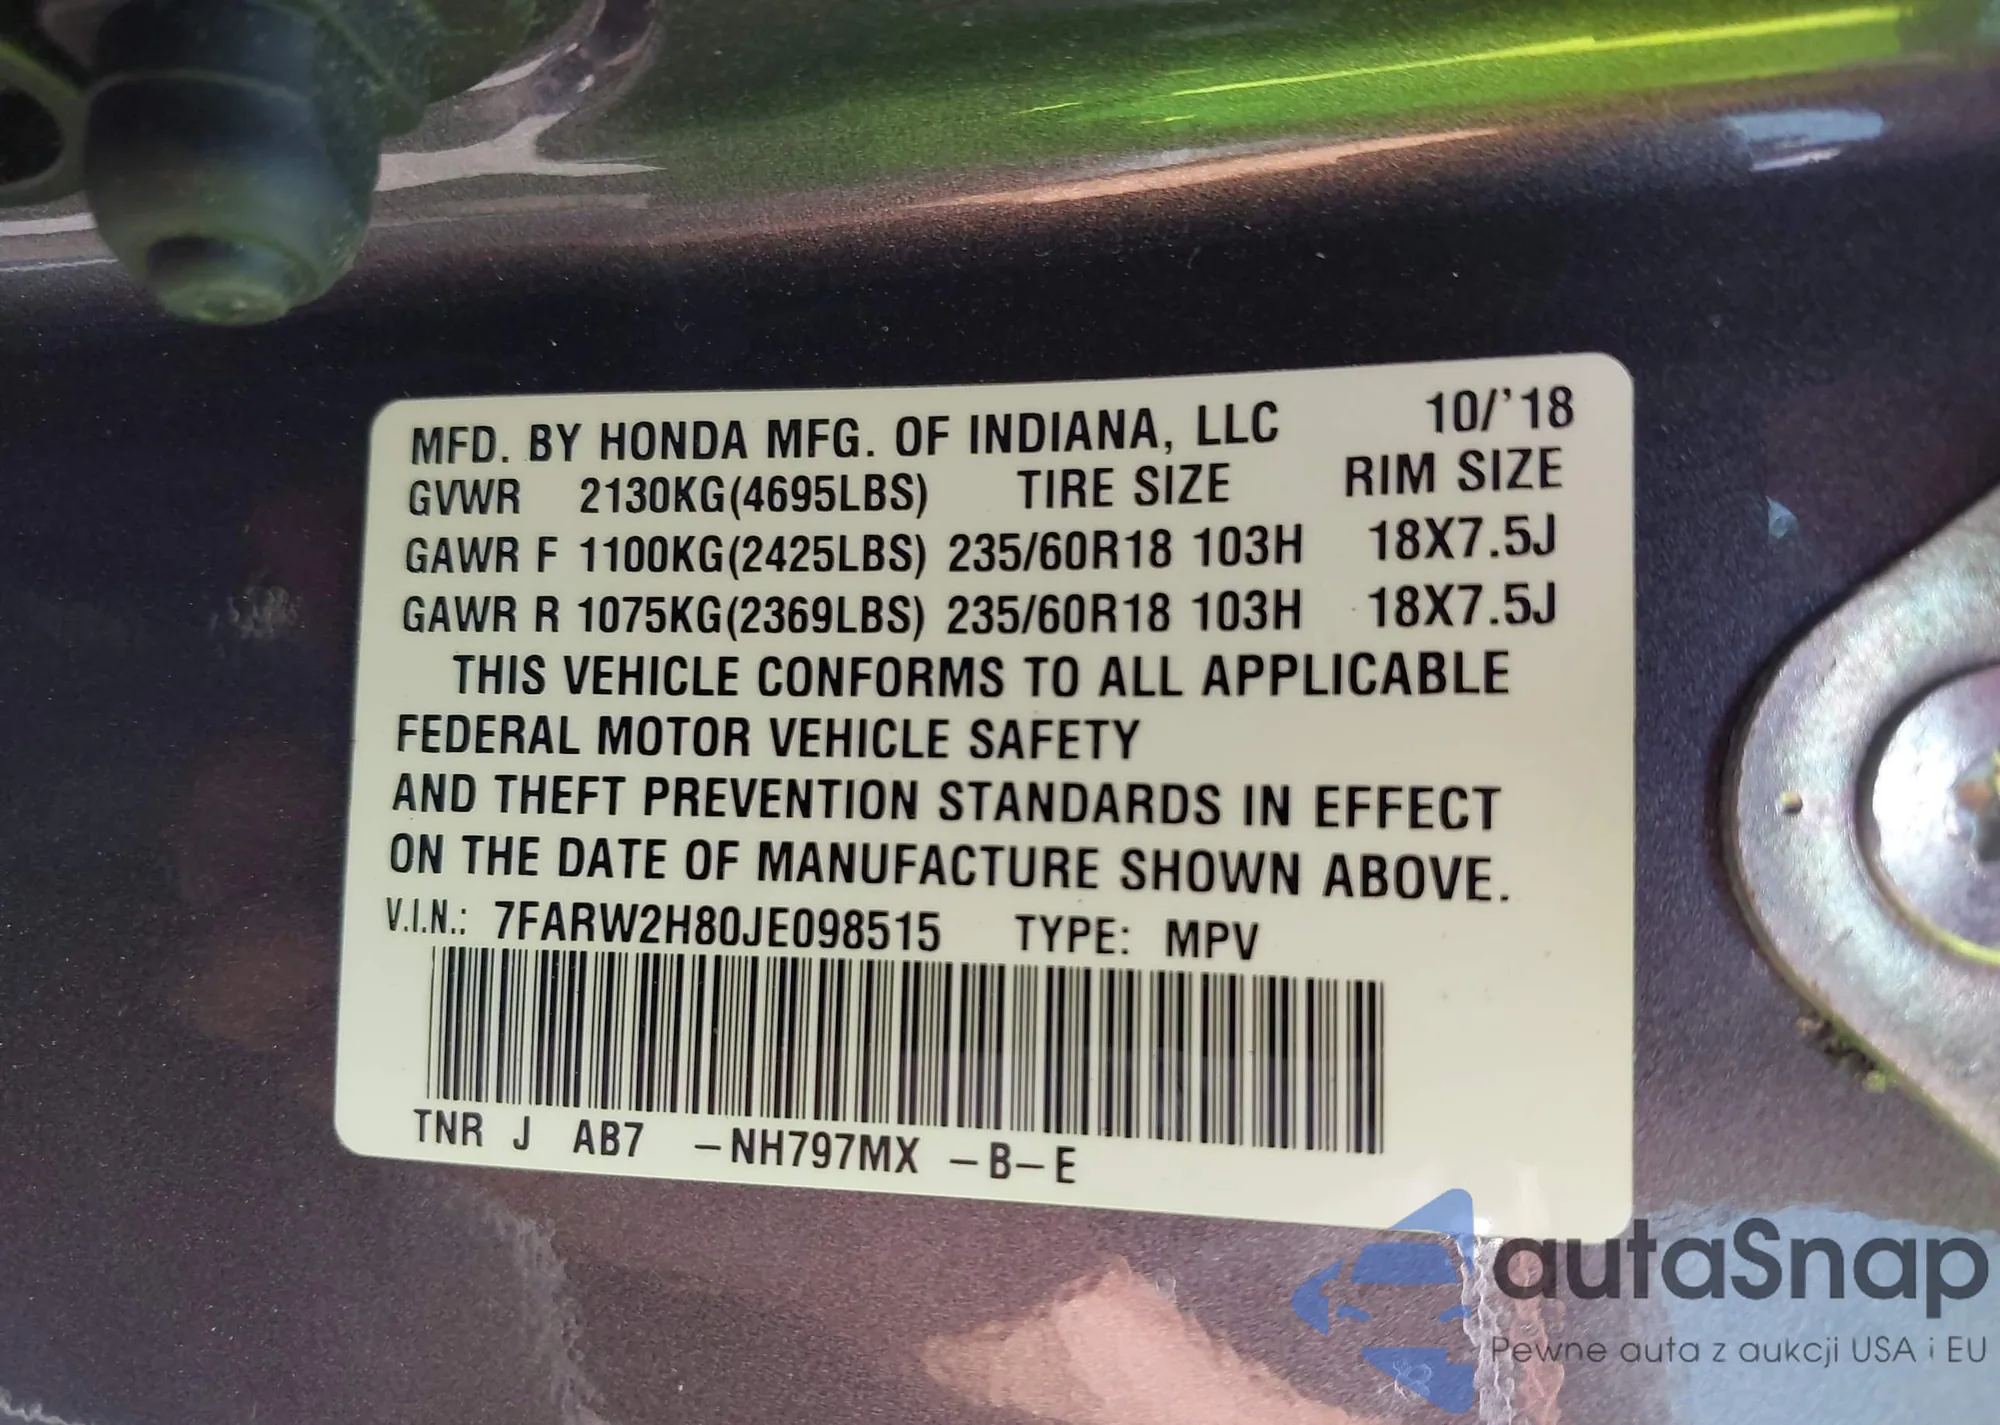 MFD. BY HONDA MFG. OF INDIANA, LLC 10/'18
GVWR 2130KG(4695LBS) TIRE SIZE RIM SIZE
GAWR F 1100KG(2425LBS) 235/60R18 103H 18X7.5J
GAWR R 1075KG(2369LBS) 235/60R18 103H 18X7.5J
THIS VEHICLE CONFORMS TO ALL APPLICABLE
FEDERAL MOTOR VEHICLE SAFETY
AND THEFT PREVENTION STANDARDS IN EFFECT
ON THE DATE OF MANUFACTURE SHOWN ABOVE.
V.I.N.: 7FARW2H80JE098515 TYPE: MPV
TNR J AB7 –NH797MX –B–E
autaSnap
Pewne auta z aukcji USA i EU